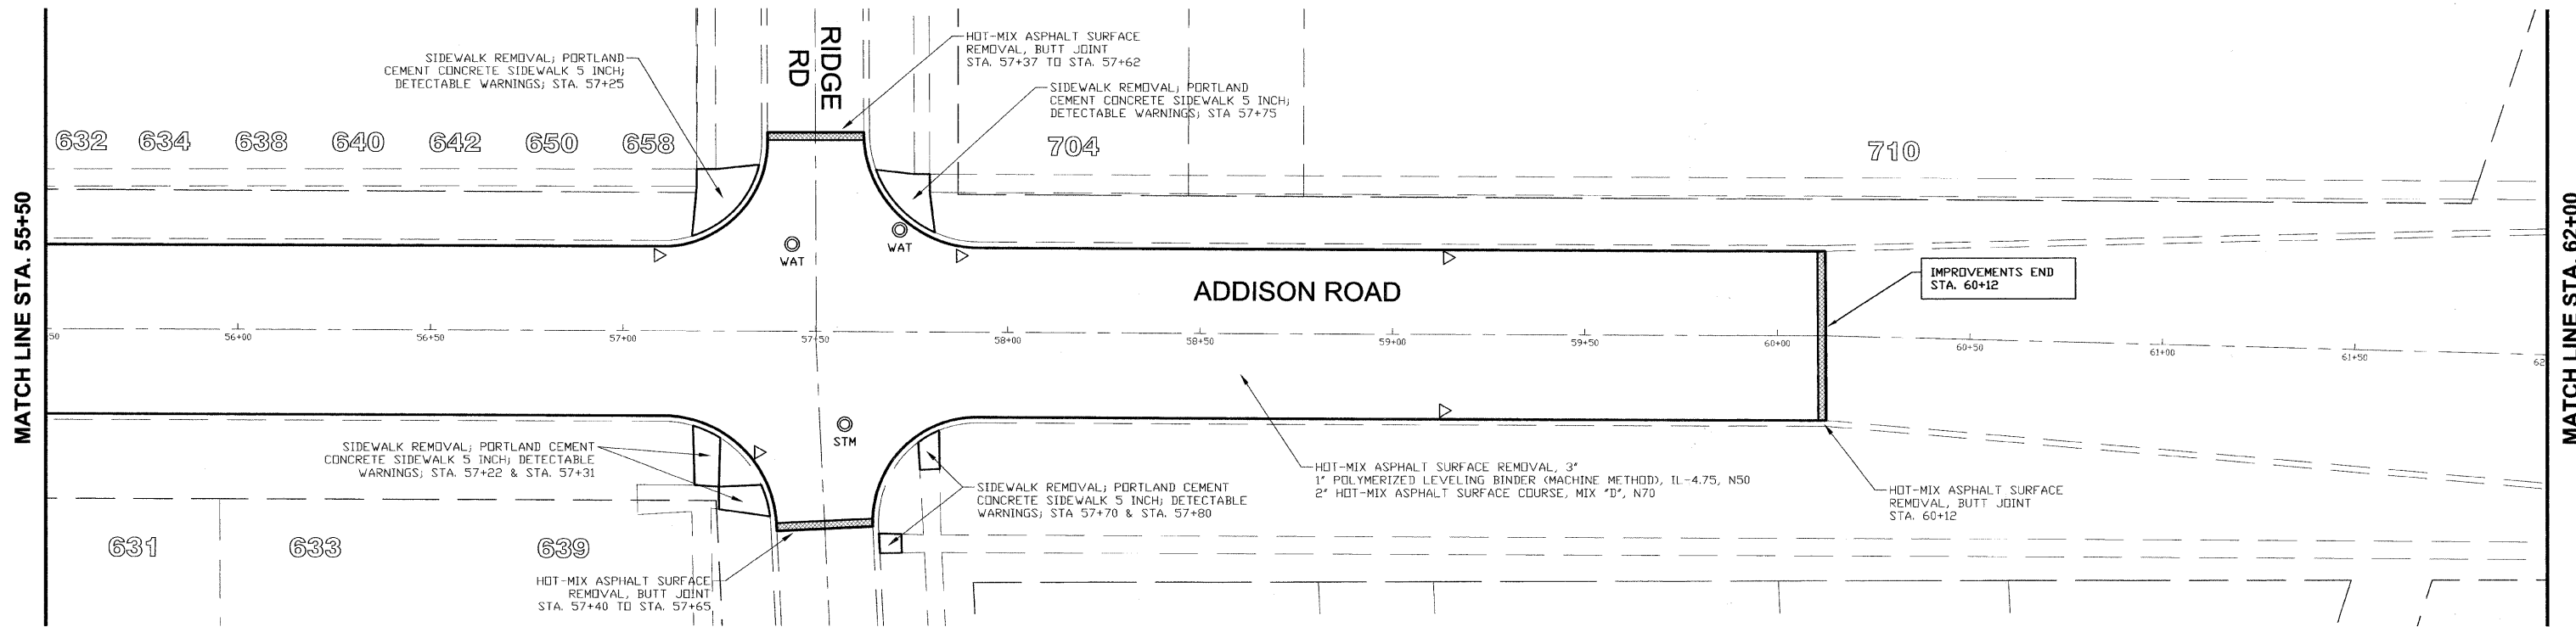 MATCH LINE STA. 55+50
SIDEWALK REMOVAL; PORTLAND
CEMENT CONCRETE SIDEWALK 5 INCH;
DETECTABLE WARNINGS; STA. 57+25
RIDGE
RD
HOT-MIX ASPHALT SURFACE
REMOVAL, BUTT JOINT
STA. 57+37 TO STA. 57+62
SIDEWALK REMOVAL; PORTLAND
CEMENT CONCRETE SIDEWALK 5 INCH;
DETECTABLE WARNINGS; STA 57+75
632 634 638 640 642 650 658 704 710
WAT
WAT
ADDISON ROAD
IMPROVEMENTS END
STA. 60+12
50 56+00 56+50 57+00 57+50 58+00 58+50 59+00 59+50 60+00 60+50 61+00 61+50 62
STM
SIDEWALK REMOVAL; PORTLAND CEMENT
CONCRETE SIDEWALK 5 INCH; DETECTABLE
WARNINGS; STA. 57+22 & STA. 57+31
SIDEWALK REMOVAL; PORTLAND CEMENT
CONCRETE SIDEWALK 5 INCH; DETECTABLE
WARNINGS; STA 57+70 & STA. 57+80
HOT-MIX ASPHALT SURFACE REMOVAL, 3"
1" POLYMERIZED LEVELING BINDER (MACHINE METHOD), IL-4.75, N50
2" HOT-MIX ASPHALT SURFACE COURSE, MIX "D", N70
HOT-MIX ASPHALT SURFACE
REMOVAL, BUTT JOINT
STA. 60+12
631 633 639
HOT-MIX ASPHALT SURFACE
REMOVAL, BUTT JOINT
STA. 57+40 TO STA. 57+65
MATCH LINE STA. 62+00